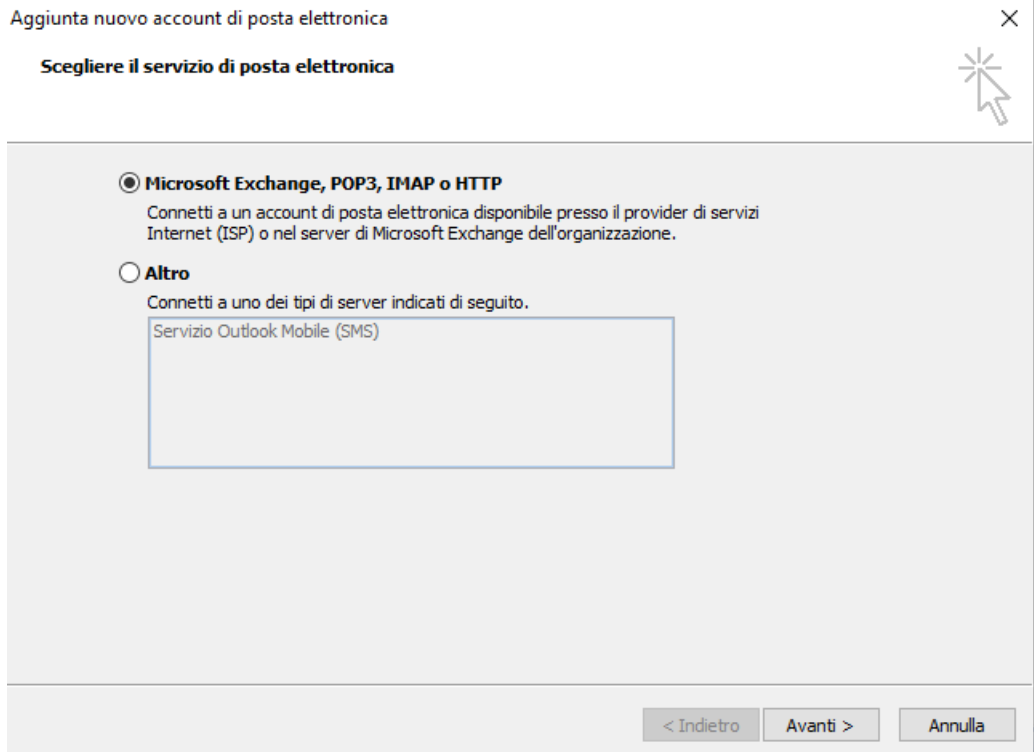 Aggiunta nuovo account di posta elettronica
Scegliere il servizio di posta elettronica
Microsoft Exchange, POP3, IMAP o HTTP
Connetti a un account di posta elettronica disponibile presso il provider di servizi
Internet (ISP) o nel server di Microsoft Exchange dell'organizzazione.
Altro
Connetti a uno dei tipi di server indicati di seguito.
Servizio Outlook Mobile (SMS)
< Indietro Avanti > Annulla